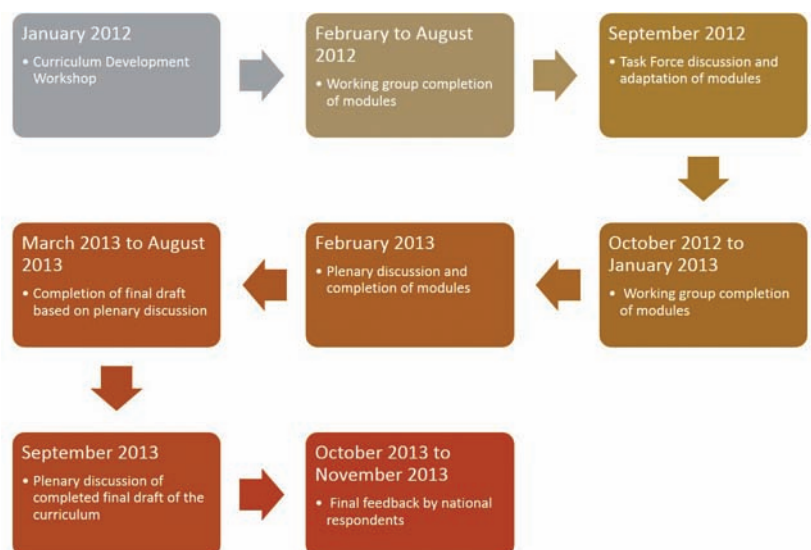 January 2012
• Curriculum Development
Workshop
February to August
2012
• Working group completion
of modules
September 2012
• Task Force discussion and
adaptation of modules
October 2012 to
January 2013
• Working group completion
of modules
February 2013
• Plenary discussion and
completion of modules
March 2013 to August
2013
• Completion of final draft
based on plenary discussion
September 2013
• Plenary discussion of
completed final draft of the
curriculum
October 2013 to
November 2013
• Final feedback by national
respondents